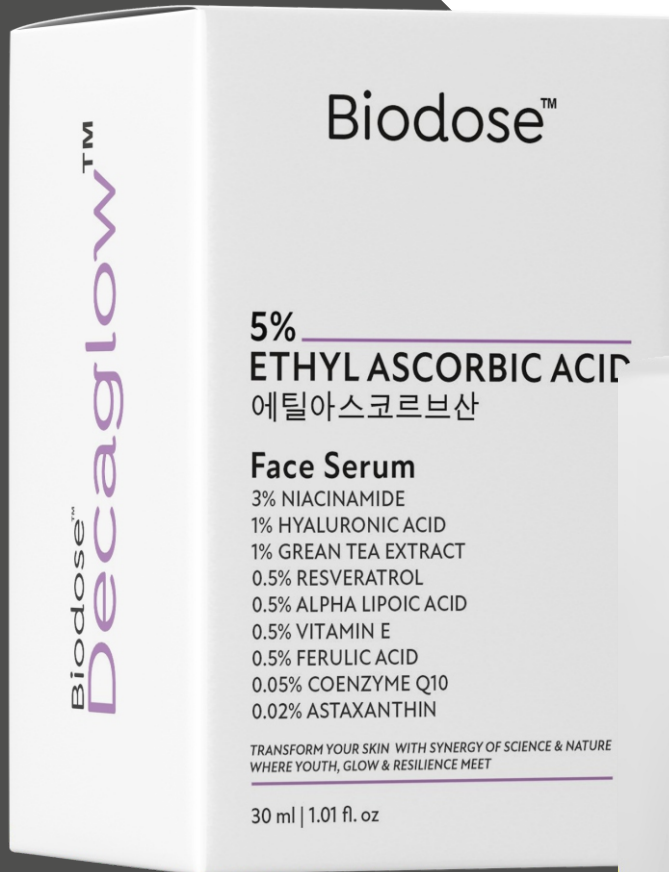 Biodose™
Decaglow™
Biodose™
5%
ETHYL ASCORBIC ACID
에틸아스코르브산
Face Serum
3% NIACINAMIDE
1% HYALURONIC ACID
1% GREAN TEA EXTRACT
0.5% RESVERATROL
0.5% ALPHA LIPOIC ACID
0.5% VITAMIN E
0.5% FERULIC ACID
0.05% COENZYME Q10
0.02% ASTAXANTHIN
TRANSFORM YOUR SKIN WITH SYNERGY OF SCIENCE & NATURE
WHERE YOUTH, GLOW & RESILIENCE MEET
30 ml | 1.01 fl. oz